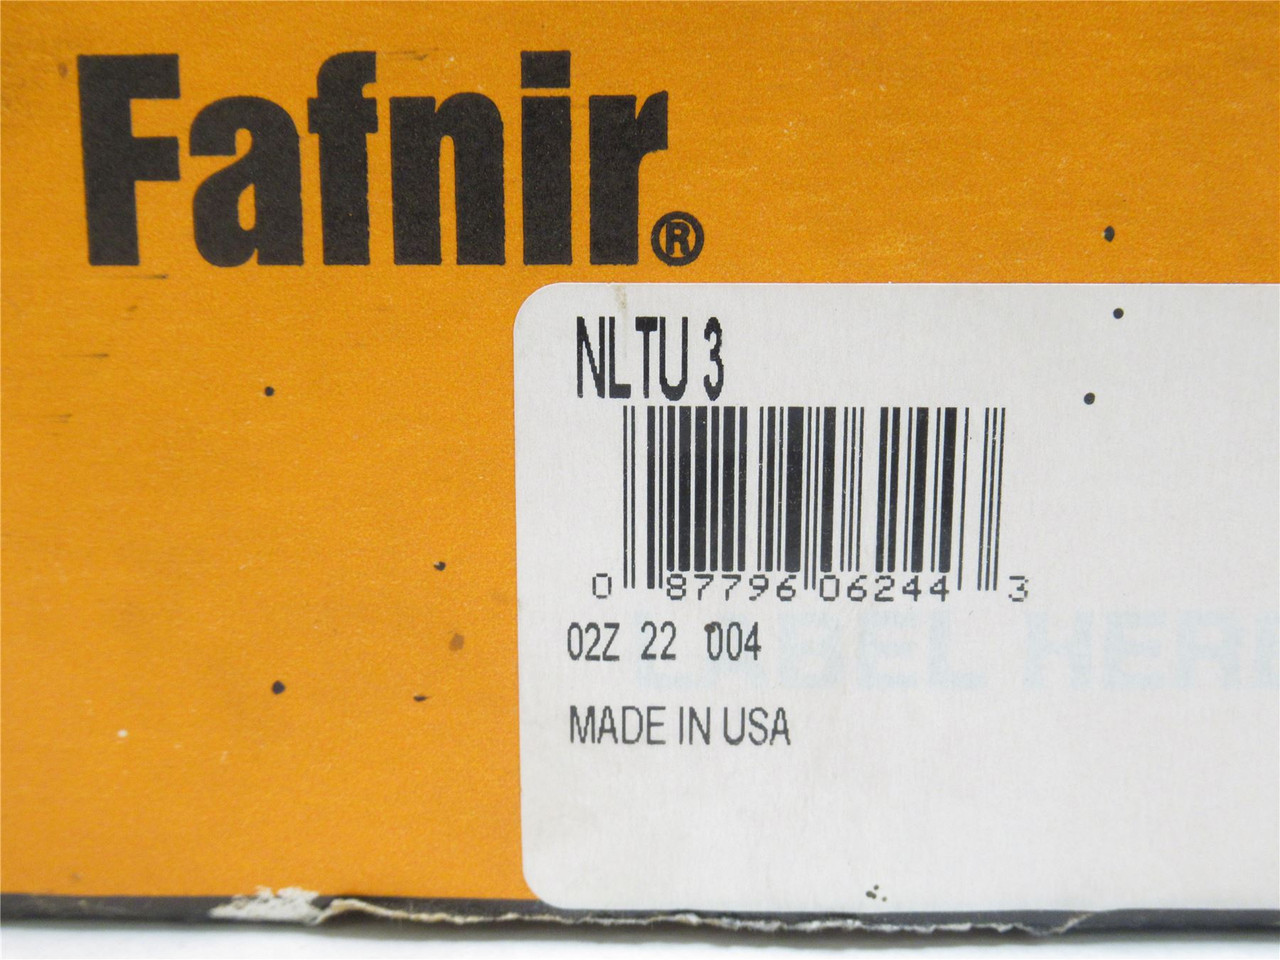 Fafnir®
NLTU 3
0 87796 06244 3
02Z 22 004
MADE IN USA